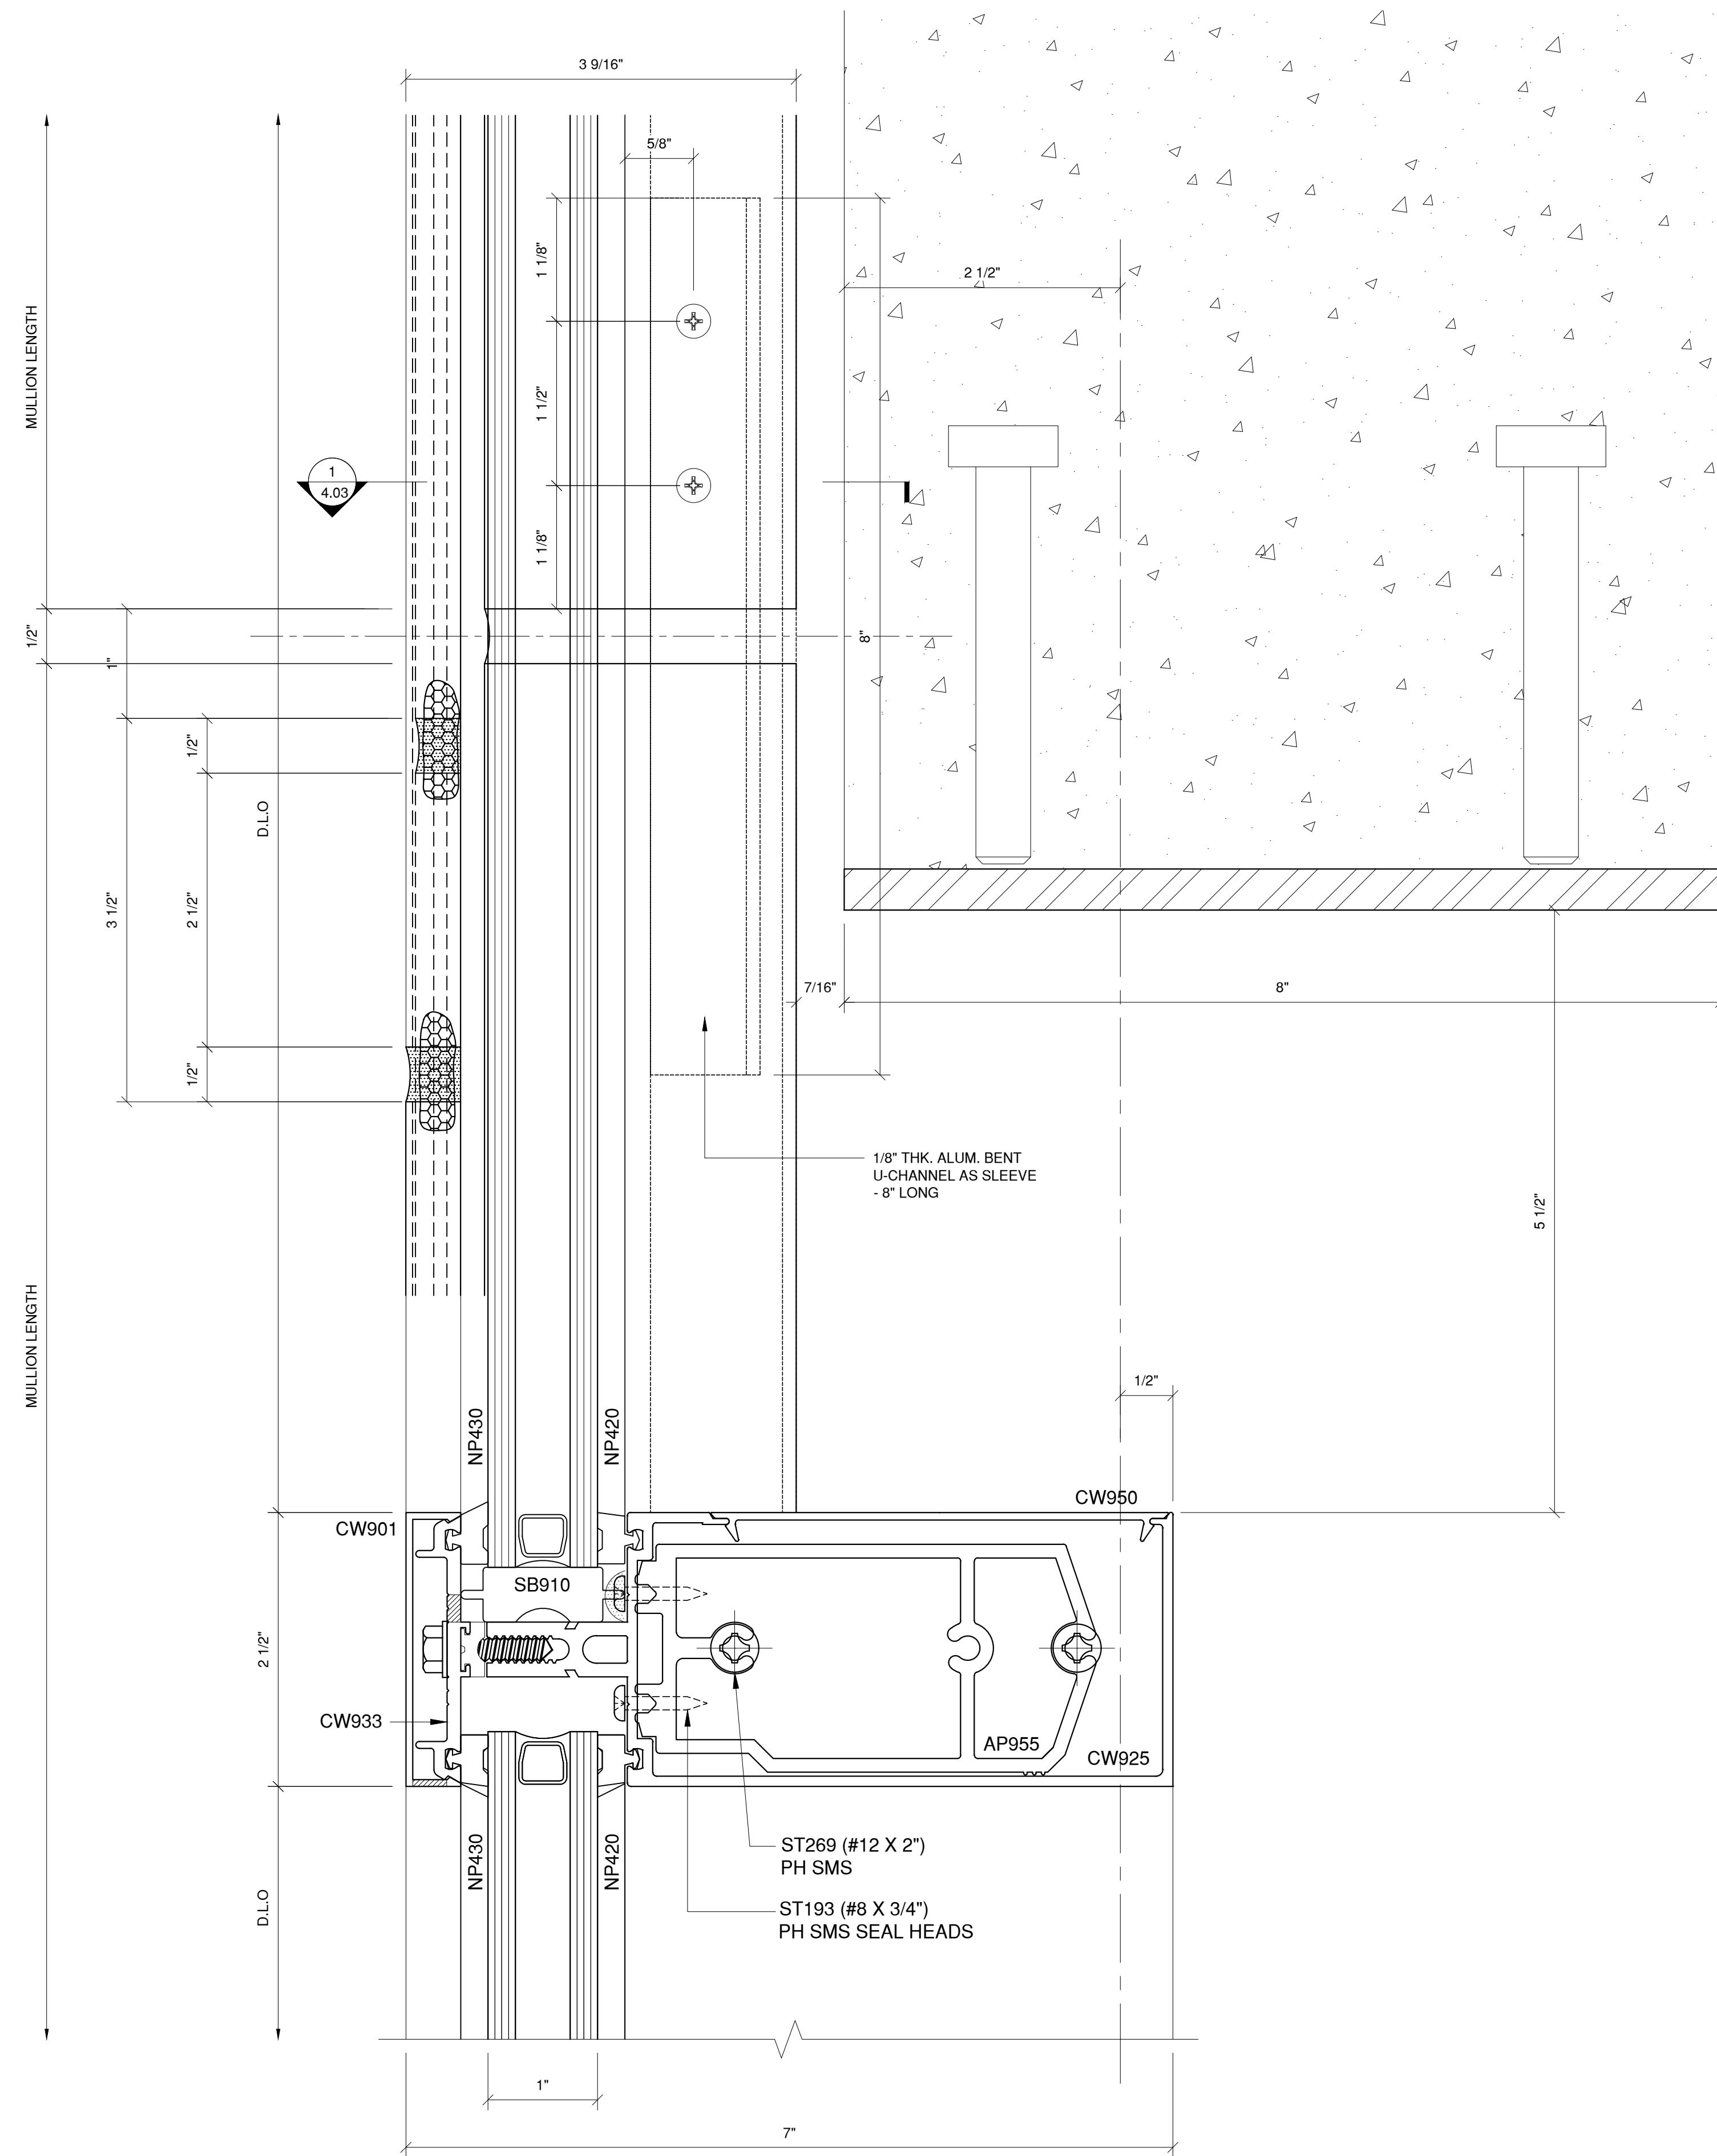 3 9/16"
5/8"
1 1/8"
2 1/2"
MULLION LENGTH
1 1/2"
1
4.03
1 1/8"
1/2"
1"
8"
1/2"
D.L.O
3 1/2"
2 1/2"
7/16"
8"
1/2"
1/8" THK. ALUM. BENT
U-CHANNEL AS SLEEVE
- 8" LONG
5 1/2"
MULLION LENGTH
1/2"
NP430
NP420
CW950
CW901
SB910
2 1/2"
CW933
AP955
CW925
ST269 (#12 X 2")
PH SMS
NP430
NP420
D.L.O
ST193 (#8 X 3/4")
PH SMS SEAL HEADS
1"
7"